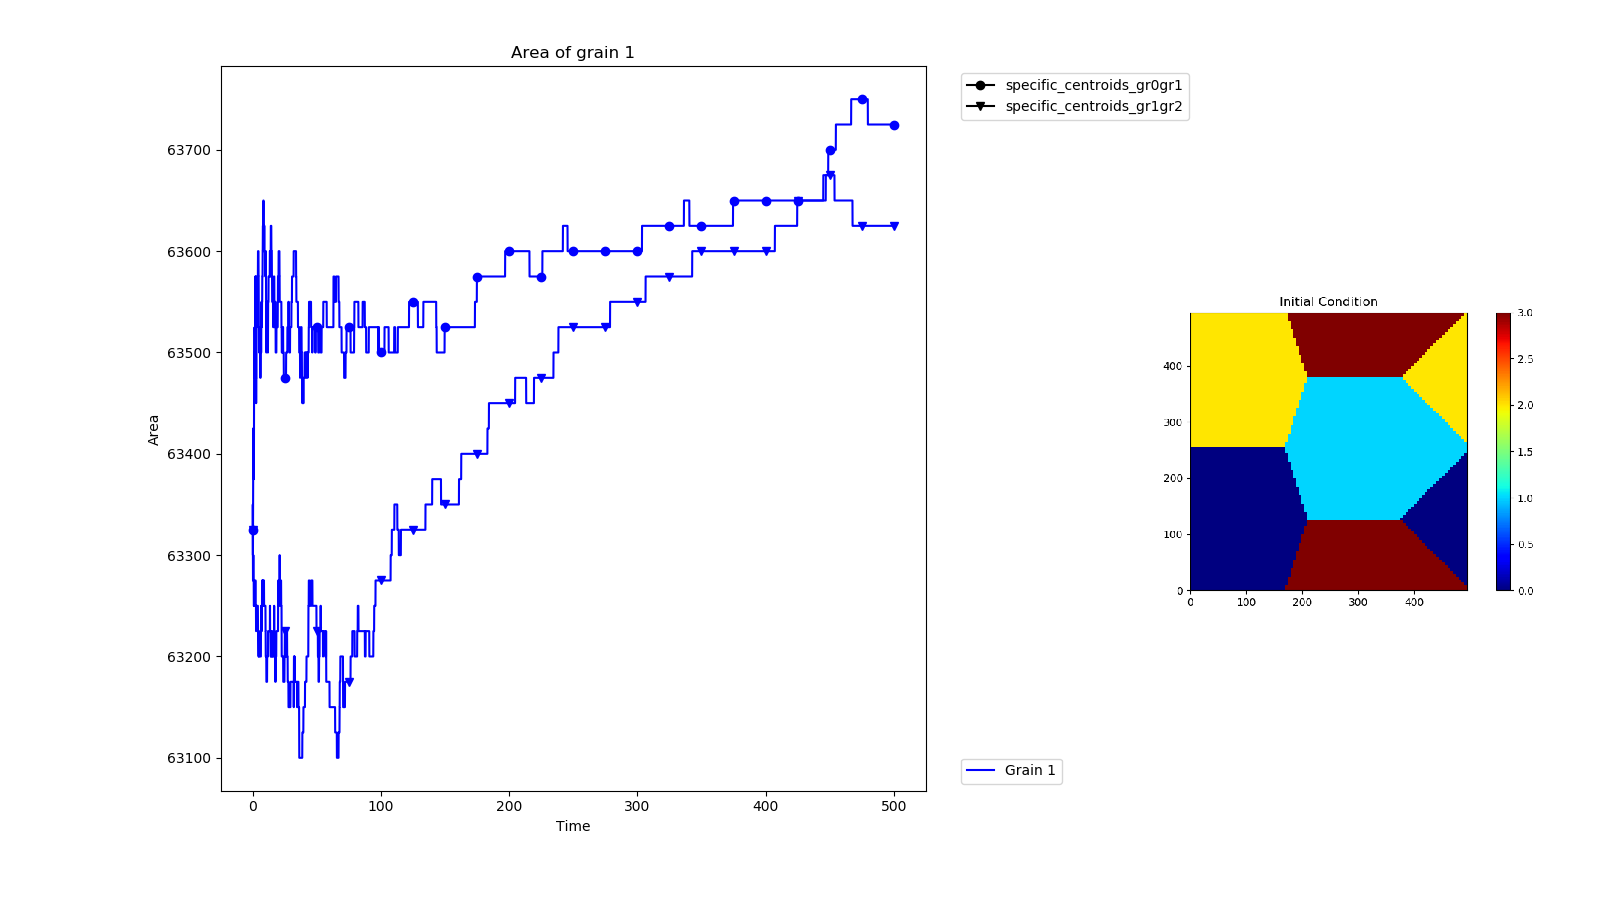 Area of grain 1
specific_centroids_gr0gr1
specific_centroids_gr1gr2
63700
63600
63500
63400
63300
63200
63100
Area
0 100 200 300 400 500
Time
Grain 1
Initial Condition
400
300
200
100
0
0 100 200 300 400
3.0
2.5
2.0
1.5
1.0
0.5
0.0